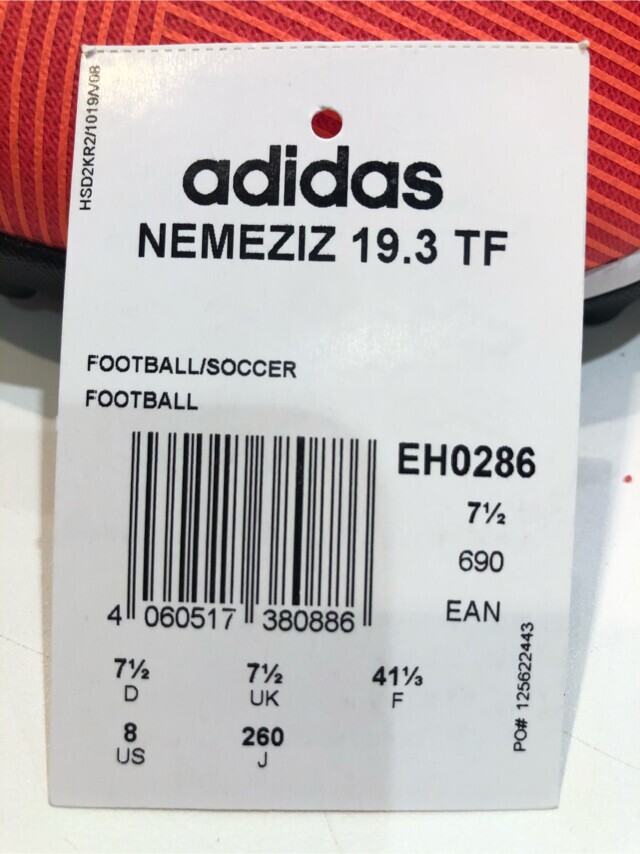 HSD2KR2/1019/V08
adidas
NEMEZIZ 19.3 TF
FOOTBALL/SOCCER
FOOTBALL
EH0286
7½
690
EAN
4 060517 380886
7½ 7½ 41⅓
D UK F
8 260
US J
PO# 125622443